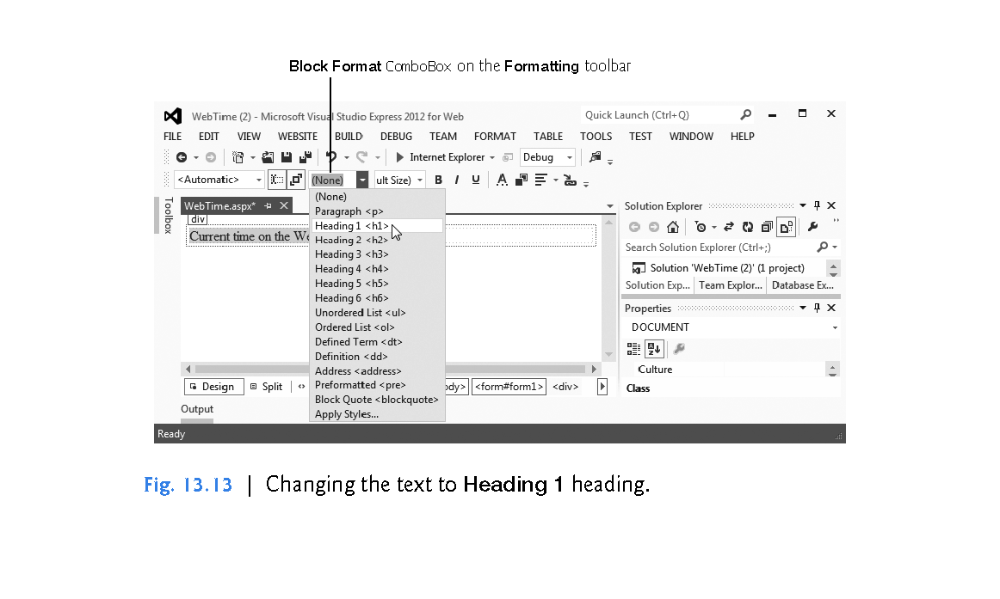 Block Format ComboBox on the Formatting toolbar
WebTime (2) - Microsoft Visual Studio Express 2012 for Web
Quick Launch (Ctrl+Q)
FILE EDIT VIEW WEBSITE BUILD DEBUG TEAM FORMAT TABLE TOOLS TEST WINDOW HELP
Internet Explorer Debug
<Automatic> (None) ult Size) B I U A
(None)
Paragraph <p>
Heading 1 <h1>
Heading 2 <h2>
Heading 3 <h3>
Heading 4 <h4>
Heading 5 <h5>
Heading 6 <h6>
Unordered List <ul>
Ordered List <ol>
Defined Term <dt>
Definition <dd>
Address <address>
Preformatted <pre>
Block Quote <blockquote>
Apply Styles...
Toolbox
WebTime.aspx*
div
Current time on the We
Design Split ody> <form#form1> <div>
Output
Solution Explorer
Search Solution Explorer (Ctrl+;)
Solution 'WebTime (2)' (1 project)
Solution Exp... Team Explor... Database Ex...
Properties
DOCUMENT
Culture
Class
Ready
Fig. 13.13 | Changing the text to Heading 1 heading.